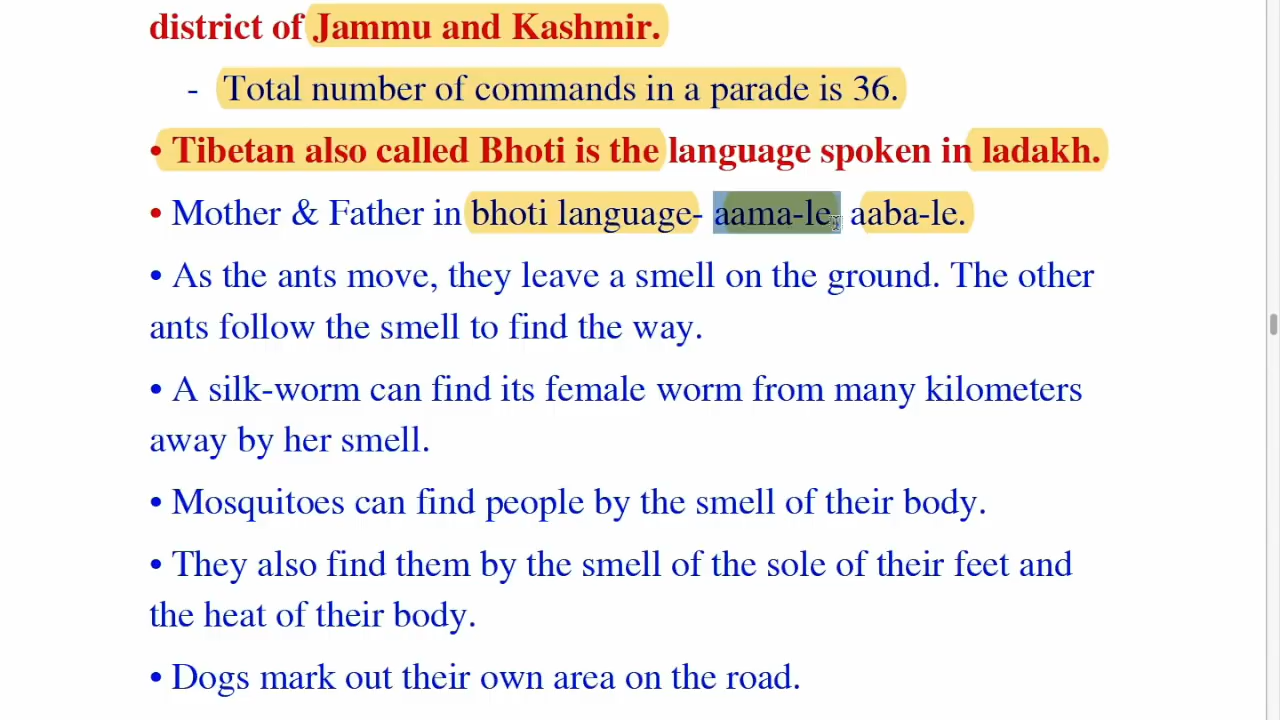 district of Jammu and Kashmir.
- Total number of commands in a parade is 36.
• Tibetan also called Bhoti is the language spoken in ladakh.
• Mother & Father in bhoti language- aama-le, aaba-le.
• As the ants move, they leave a smell on the ground. The other
ants follow the smell to find the way.
• A silk-worm can find its female worm from many kilometers
away by her smell.
• Mosquitoes can find people by the smell of their body.
• They also find them by the smell of the sole of their feet and
the heat of their body.
• Dogs mark out their own area on the road.